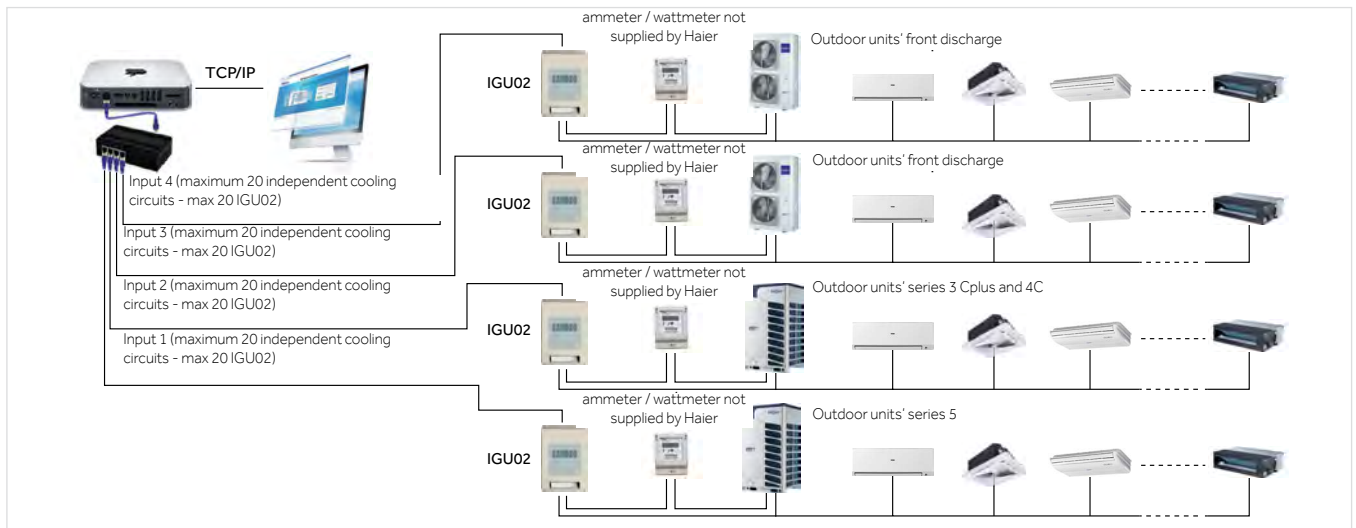 TCP/IP
Input 4 (maximum 20 independent cooling
circuits - max 20 IGU02)
Input 3 (maximum 20 independent cooling
circuits - max 20 IGU02)
Input 2 (maximum 20 independent cooling
circuits - max 20 IGU02)
Input 1 (maximum 20 independent cooling
circuits - max 20 IGU02)
ammeter / wattmeter not
supplied by Haier
Outdoor units' front discharge
IGU02
ammeter / wattmeter not
supplied by Haier
Outdoor units' front discharge
IGU02
ammeter / wattmeter not
supplied by Haier
Outdoor units' series 3 Cplus and 4C
IGU02
ammeter / wattmeter not
supplied by Haier
Outdoor units' series 5
IGU02